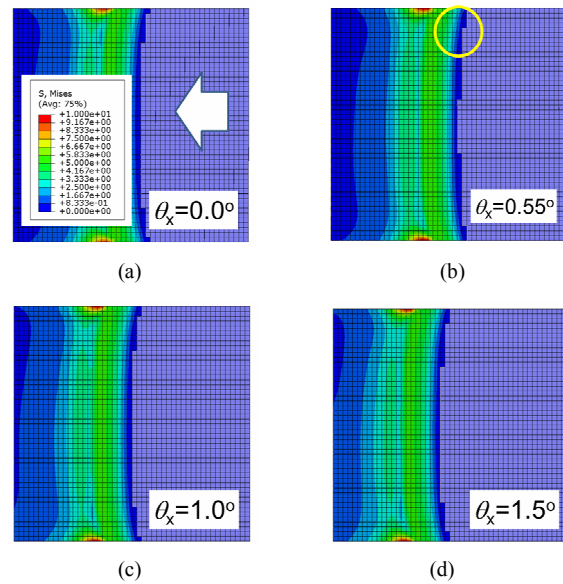 S, Mises
(Avg: 75%)
+1.000e+01
+9.167e+00
+8.333e+00
+7.500e+00
+6.667e+00
+5.833e+00
+5.000e+00
+4.167e+00
+3.333e+00
+2.500e+00
+1.667e+00
+8.333e-01
+0.000e+00
θx=0.0°
θx=0.55°
(a)
(b)
θx=1.0°
θx=1.5°
(c)
(d)